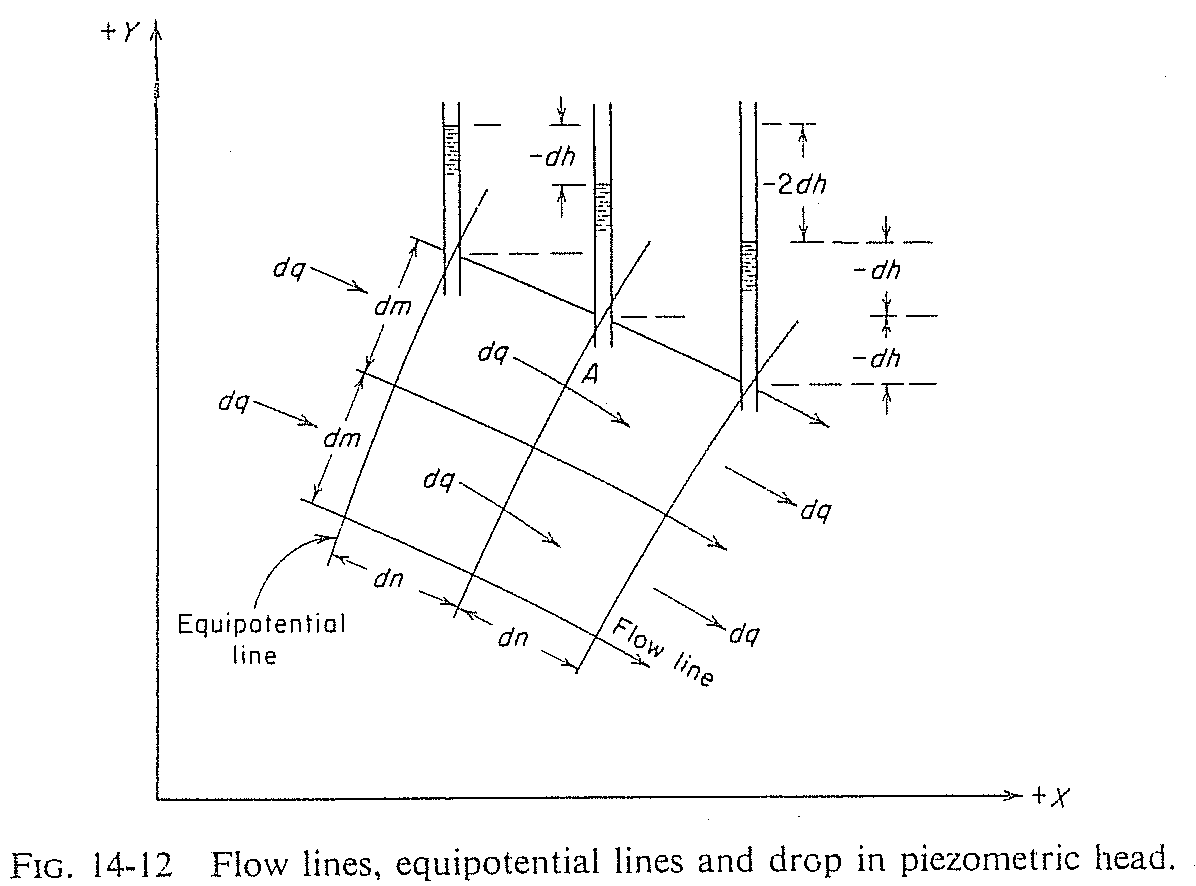 +Y
-dh
-2dh
dq
dm
-dh
dq
A
-dh
dq
dm
dq
dq
dn
Equipotential
line
dn
Flow line
dq
+X
FIG. 14-12 Flow lines, equipotential lines and drop in piezometric head.